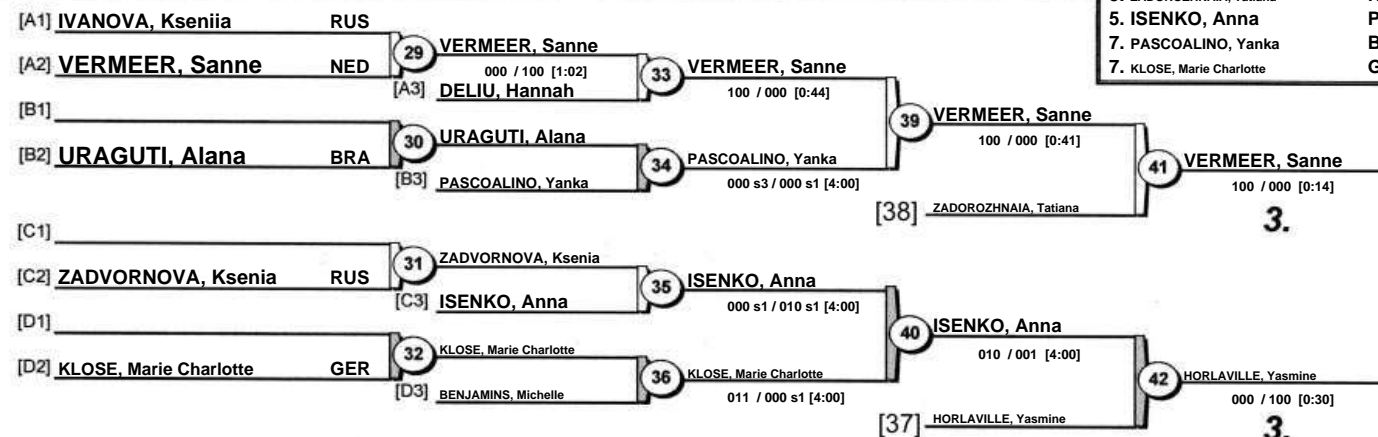 [A1] IVANOVA, Kseniia RUS
[A2] VERMEER, Sanne NED
29
VERMEER, Sanne
000 / 100 [1:02]
[A3] DELIU, Hannah
33
VERMEER, Sanne
100 / 000 [0:44]
[B1]
[B2] URAGUTI, Alana BRA
30
URAGUTI, Alana
[B3] PASCOALINO, Yanka
34
PASCOALINO, Yanka
000 s3 / 000 s1 [4:00]
39
VERMEER, Sanne
100 / 000 [0:41]
[38] ZADOROZHNAIA, Tatiana
41
VERMEER, Sanne
100 / 000 [0:14]
3.
[C1]
[C2] ZADVORNOVA, Ksenia RUS
31
ZADVORNOVA, Ksenia
[C3] ISENKO, Anna
35
ISENKO, Anna
000 s1 / 010 s1 [4:00]
[D1]
[D2] KLOSE, Marie Charlotte GER
32
KLOSE, Marie Charlotte
[D3] BENJAMINS, Michelle
36
KLOSE, Marie Charlotte
011 / 000 s1 [4:00]
40
ISENKO, Anna
010 / 001 [4:00]
[37] HORLAVILLE, Yasmine
42
HORLAVILLE, Yasmine
000 / 100 [0:30]
3.
5. ISENKO, Anna P
7. PASCOALINO, Yanka B
7. KLOSE, Marie Charlotte G